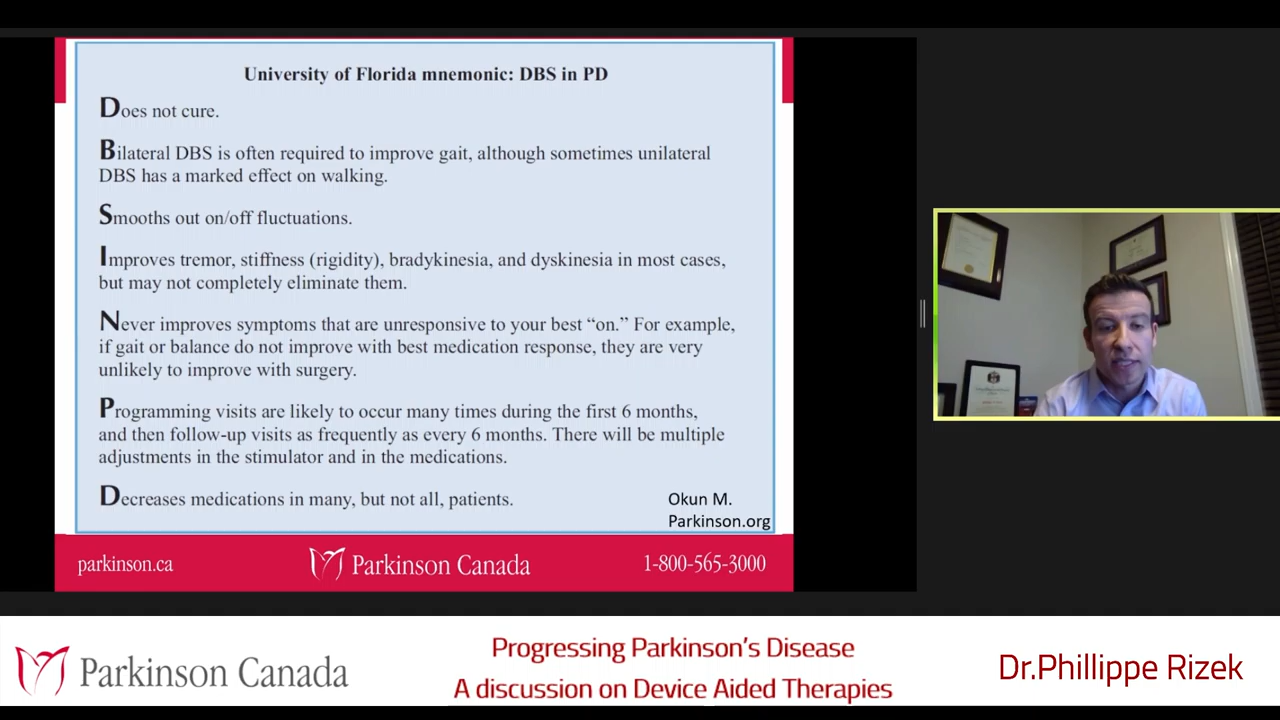 University of Florida mnemonic: DBS in PD
Does not cure.
Bilateral DBS is often required to improve gait, although sometimes unilateral
DBS has a marked effect on walking.
Smooths out on/off fluctuations.
Improves tremor, stiffness (rigidity), bradykinesia, and dyskinesia in most cases,
but may not completely eliminate them.
Never improves symptoms that are unresponsive to your best “on.” For example,
if gait or balance do not improve with best medication response, they are very
unlikely to improve with surgery.
Programming visits are likely to occur many times during the first 6 months,
and then follow-up visits as frequently as every 6 months. There will be multiple
adjustments in the stimulator and in the medications.
Decreases medications in many, but not all, patients.
Okun M.
Parkinson.org
parkinson.ca
Parkinson Canada
1-800-565-3000
Parkinson Canada
Progressing Parkinson’s Disease
A discussion on Device Aided Therapies
Dr.Phillippe Rizek